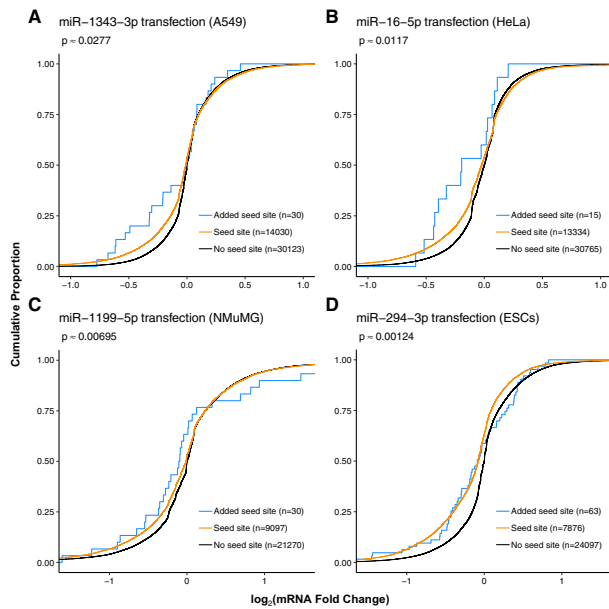 A
miR−1343−3p transfection (A549)
p ≈ 0.0277
1.00
0.75
0.50
0.25
0.00
Added seed site (n=30)
Seed site (n=14030)
No seed site (n=30123)
−1.0
−0.5
0.0
0.5
1.0
B
miR−16−5p transfection (HeLa)
p ≈ 0.0117
1.00
0.75
0.50
0.25
0.00
Added seed site (n=15)
Seed site (n=13334)
No seed site (n=30765)
−1.0
−0.5
0.0
0.5
1.0
Cumulative Proportion
C
miR−1199−5p transfection (NMuMG)
p ≈ 0.00695
1.00
0.75
0.50
0.25
0.00
Added seed site (n=30)
Seed site (n=9097)
No seed site (n=21270)
−1
0
1
D
miR−294−3p transfection (ESCs)
p ≈ 0.00124
1.00
0.75
0.50
0.25
0.00
Added seed site (n=63)
Seed site (n=7876)
No seed site (n=24097)
−1
0
1
log2(mRNA Fold Change)